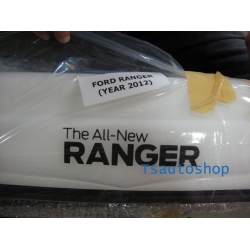 FORD RANGER
(YEAR 2012)
The All-New
RANGER
rsautoshop